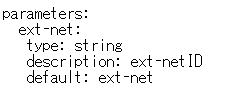 parameters:
  ext-net:
    type: string
    description: ext-netID
    default: ext-net